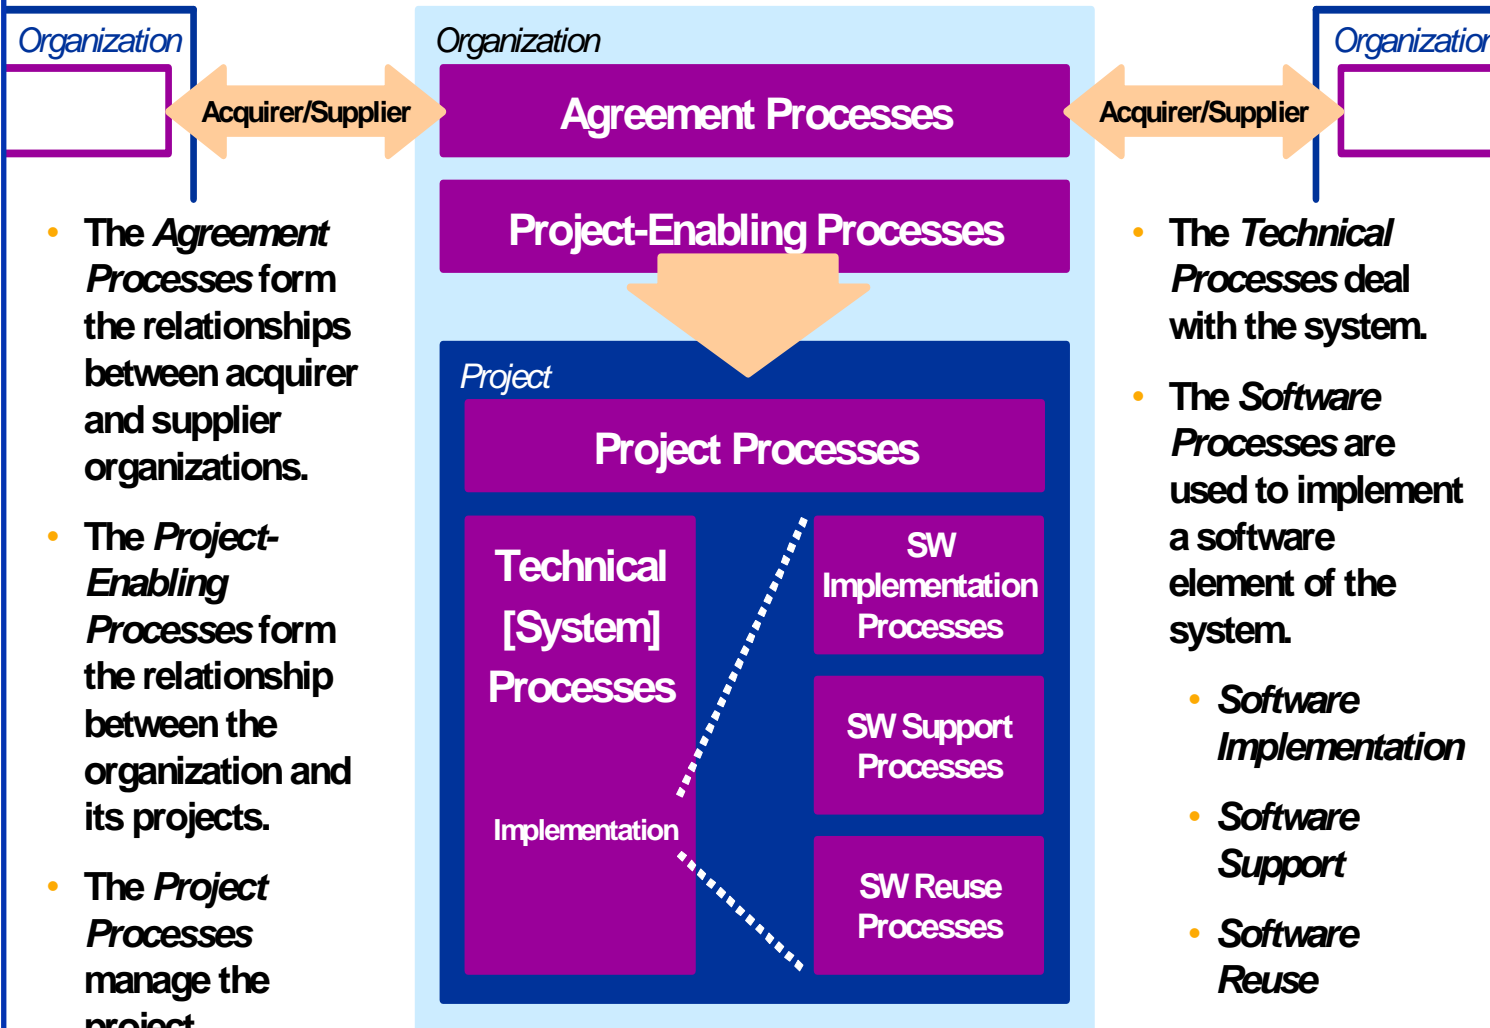 Organization
Organization
Organization
Acquirer/Supplier
Agreement Processes
Acquirer/Supplier
Project-Enabling Processes
• The Agreement
Processes form
the relationships
between acquirer
and supplier
organizations.
• The Project-
Enabling
Processes form
the relationship
between the
organization and
its projects.
• The Project
Processes
manage the
project
Project
Project Processes
Technical
[System]
Processes
Implementation
SW
Implementation
Processes
SW Support
Processes
SW Reuse
Processes
• The Technical
Processes deal
with the system.
• The Software
Processes are
used to implement
a software
element of the
system.
• Software
Implementation
• Software
Support
• Software
Reuse